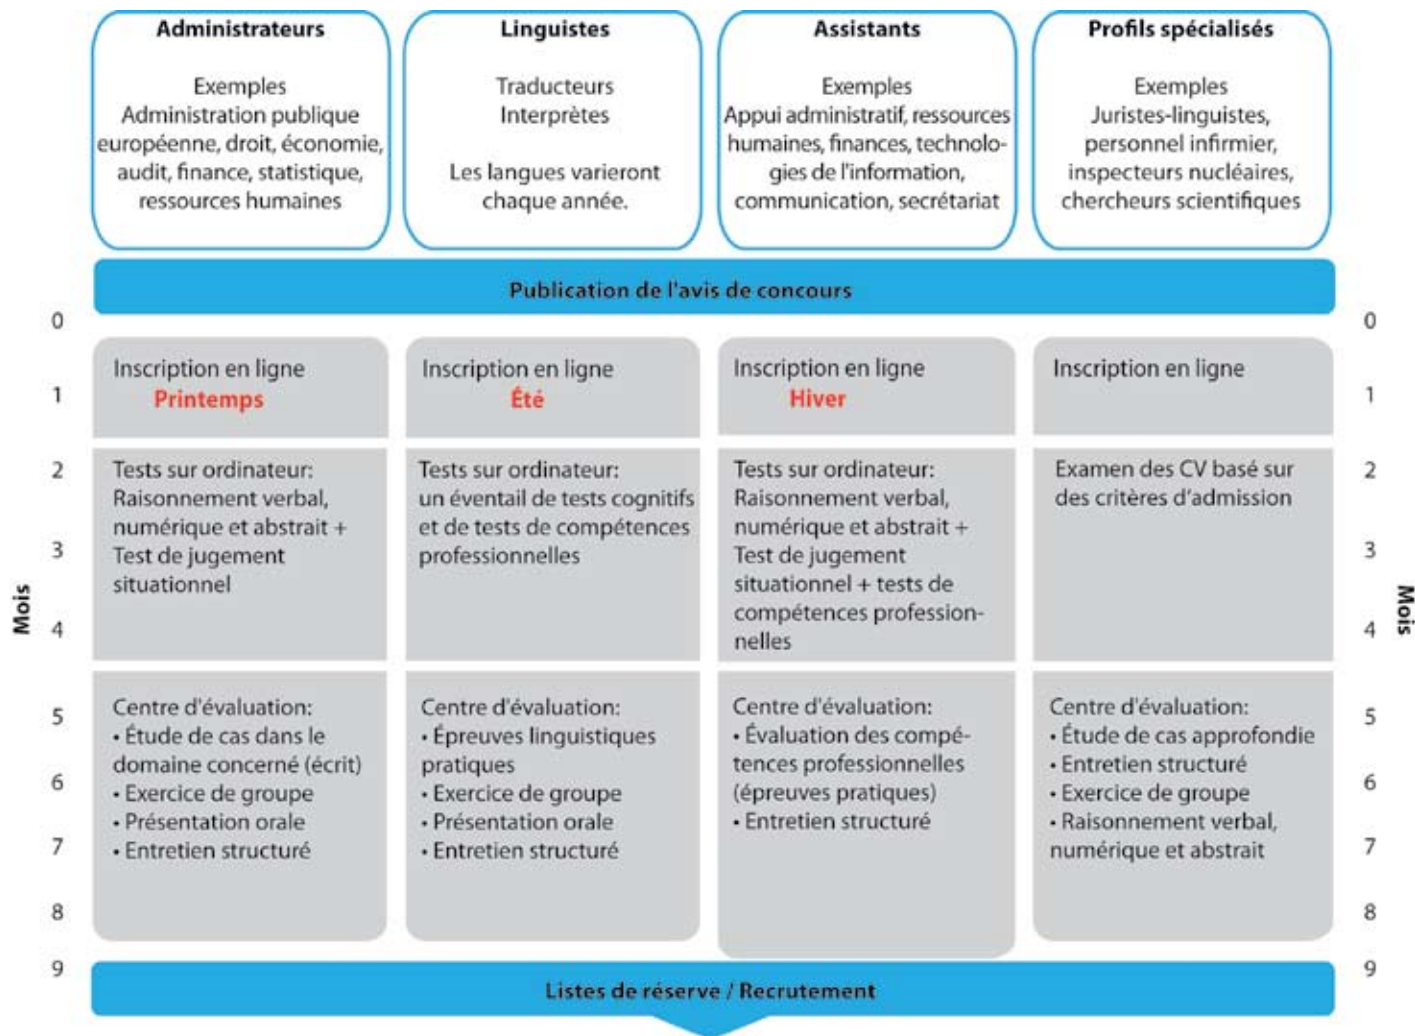 Administrateurs
Exemples
Administration publique
européenne, droit, économie,
audit, finance, statistique,
ressources humaines
Linguistes
Traducteurs
Interprètes
Les langues varieront
chaque année.
Assistants
Exemples
Appui administratif, ressources
humaines, finances, technolo-
gies de l'information,
communication, secrétariat
Profils spécialisés
Exemples
Juristes-linguistes,
personnel infirmier,
inspecteurs nucléaires,
chercheurs scientifiques
Publication de l'avis de concours
Mois
0
1
2
3
4
5
6
7
8
9
Inscription en ligne
Printemps
Inscription en ligne
Été
Inscription en ligne
Hiver
Inscription en ligne
Tests sur ordinateur:
Raisonnement verbal,
numérique et abstrait +
Test de jugement
situationnel
Tests sur ordinateur:
un éventail de tests cognitifs
et de tests de compétences
professionnelles
Tests sur ordinateur:
Raisonnement verbal,
numérique et abstrait +
Test de jugement
situationnel + tests de
compétences profession-
nelles
Examen des CV basé sur
des critères d'admission
Centre d'évaluation:
• Étude de cas dans le
domaine concerné (écrit)
• Exercice de groupe
• Présentation orale
• Entretien structuré
Centre d'évaluation:
• Épreuves linguistiques
pratiques
• Exercice de groupe
• Présentation orale
• Entretien structuré
Centre d'évaluation:
• Évaluation des compé-
tences professionnelles
(épreuves pratiques)
• Entretien structuré
Centre d'évaluation:
• Étude de cas approfondie
• Entretien structuré
• Exercice de groupe
• Raisonnement verbal,
numérique et abstrait
0
1
2
3
4
5
6
7
8
9
Mois
Listes de réserve / Recrutement